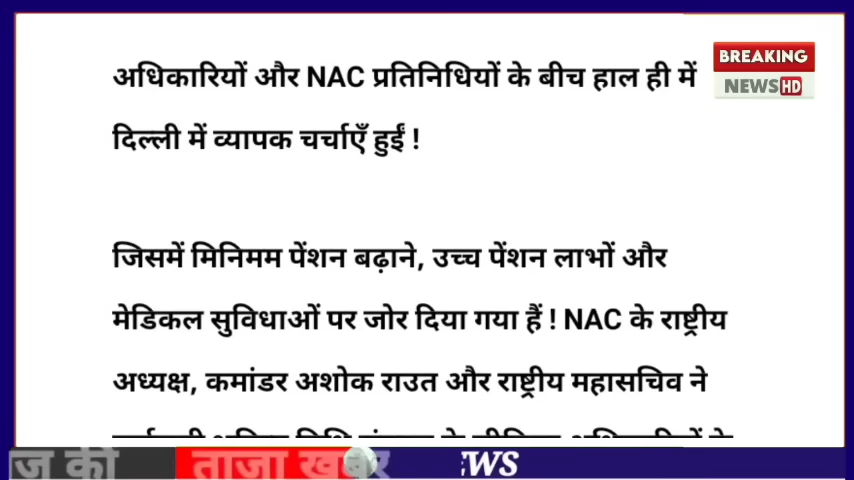 अधिकारियों और NAC प्रतिनिधियों के बीच हाल ही में
दिल्ली में व्यापक चर्चाएँ हुईं !
जिसमें मिनिमम पेंशन बढ़ाने, उच्च पेंशन लाभों और
मेडिकल सुविधाओं पर जोर दिया गया हैं ! NAC के राष्ट्रीय
अध्यक्ष, कमांडर अशोक राउत और राष्ट्रीय महासचिव ने
BREAKING
NEWS HD
की ताजा खबर